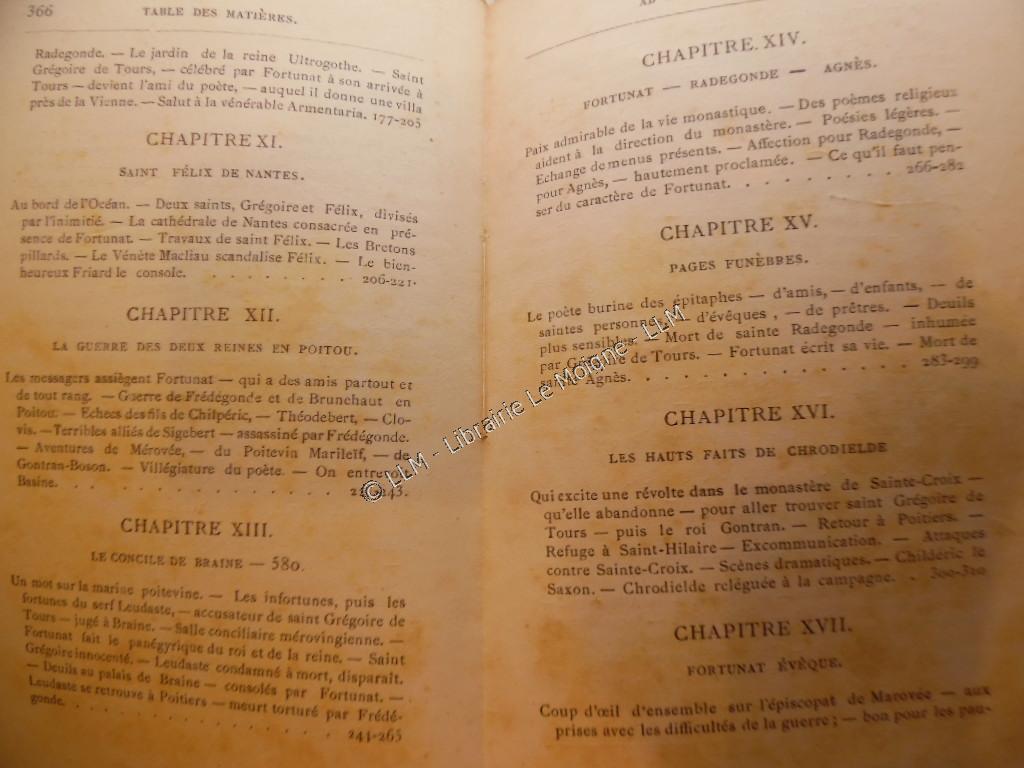 366 TABLE DES MATIÈRES.
Radegonde. — Le jardin de la reine Ultrogothe. — Saint
Grégoire de Tours, — célébré par Fortunat à son arrivée à
Tours — devient l'ami du poète, — auquel il donne une villa
près de la Vienne. — Salut à la vénérable Armentaria. 177-205
CHAPITRE XI.
SAINT FÉLIX DE NANTES.
Au bord de l'Océan. — Deux saints, Grégoire et Félix, divisés
par l'inimitié. — La cathédrale de Nantes consacrée en pré-
sence de Fortunat. — Travaux de saint Félix. — Les Bretons
pillards. — Le Vénète Macliau scandalise Félix. — Le bien-
heureux Friard le console. . . . . . . . . 206-221.
CHAPITRE XII.
LA GUERRE DES DEUX REINES EN POITOU.
Les messagers assiègent Fortunat — qui a des amis partout et
de tout rang. — Guerre de Frédégonde et de Brunehaut en
Poitou. — Echecs des fils de Chilpéric, — Théodebert, — Clo-
vis. — Terribles alliés de Sigebert — assassiné par Frédégonde.
— Aventures de Mérovée, — du Poitevin Marileïf, — de
Gontran-Boson. — Villégiature du poète. — On entrevoit
Basine. . . . . . . . . . . . . . .
CHAPITRE XIII.
LE CONCILE DE BRAINE — 580.
Un mot sur la marine poitevine. — Les infortunes, puis les
fortunes du serf Leudaste, — accusateur de saint Grégoire de
Tours — jugé à Braine. — Salle conciliaire mérovingienne. —
Fortunat fait le panégyrique du roi et de la reine. — Saint
Grégoire innocenté. — Leudaste condamné à mort, disparaît.
— Deuils au palais de Braine — consolés par Fortunat. —
Leudaste se retrouve à Poitiers — meurt torturé par Frédé-
gonde. . . . . . . . . . . . . . . 244-265
CHAPITRE XIV.
FORTUNAT — RADEGONDE — AGNÈS.
Paix admirable de la vie monastique. — Des poèmes religieux
aident à la direction du monastère. — Poésies légères. —
Echange de menus présents. — Affection pour Radegonde, —
pour Agnès, — hautement proclamée. — Ce qu'il faut pen-
ser du caractère de Fortunat. . . . . . . . . 266-282
CHAPITRE XV.
PAGES FUNÈBRES.
Le poète burine des épitaphes — d'amis, — d'enfants, — de
saintes personnes, — d'évêques, — de prêtres. — Deuils
plus sensibles. — Mort de sainte Radegonde — inhumée
par Grégoire de Tours. — Fortunat écrit sa vie. — Mort de
sainte Agnès. . . . . . . . . . . . . 283-299
CHAPITRE XVI.
LES HAUTS FAITS DE CHRODIELDE
Qui excite une révolte dans le monastère de Sainte-Croix —
qu'elle abandonne — pour aller trouver saint Grégoire de
Tours — puis le roi Gontran. — Retour à Poitiers. —
Refuge à Saint-Hilaire — Excommunication. — Attaques
contre Sainte-Croix. — Scènes dramatiques. — Childéric le
Saxon. — Chrodielde reléguée à la campagne. . 300-320
CHAPITRE XVII.
FORTUNAT ÉVÊQUE.
Coup d'œil d'ensemble sur l'épiscopat de Marovée — aux
prises avec les difficultés de la guerre ; — bon pour les pau-
© LLM - Librairie Le Moigne - LLM